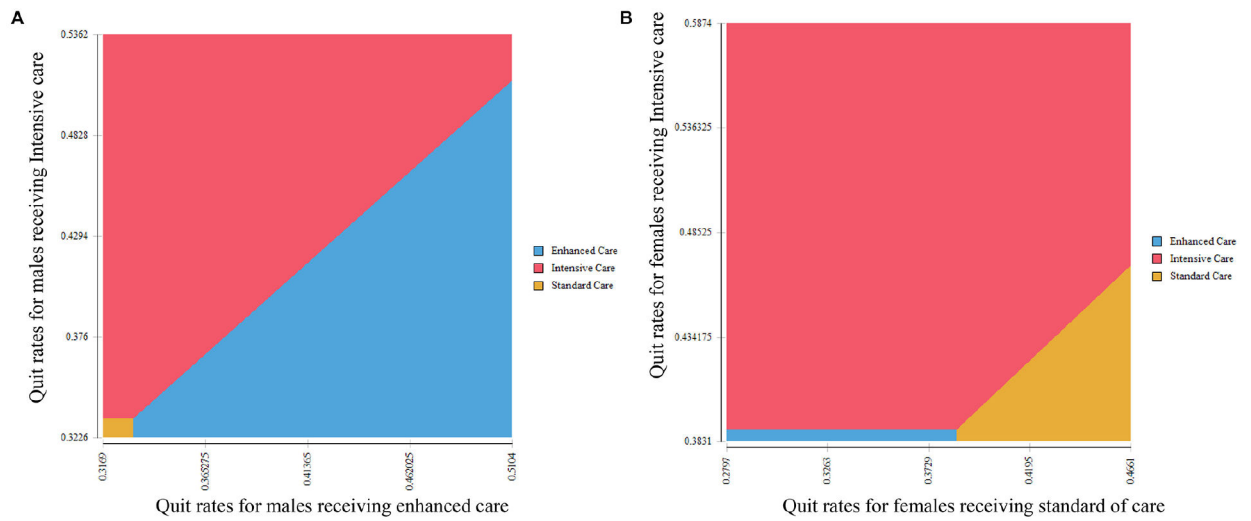 A
Quit rates for males receiving Intensive care
0.5362
0.4828
0.4294
0.376
0.3226
0.3169
0.365275
0.41365
0.462025
0.5104
Quit rates for males receiving enhanced care
Enhanced Care
Intensive Care
Standard Care
B
Quit rates for females receiving Intensive care
0.5874
0.536325
0.48525
0.434175
0.3831
0.2797
0.3263
0.3729
0.4195
0.4661
Quit rates for females receiving standard of care
Enhanced Care
Intensive Care
Standard Care